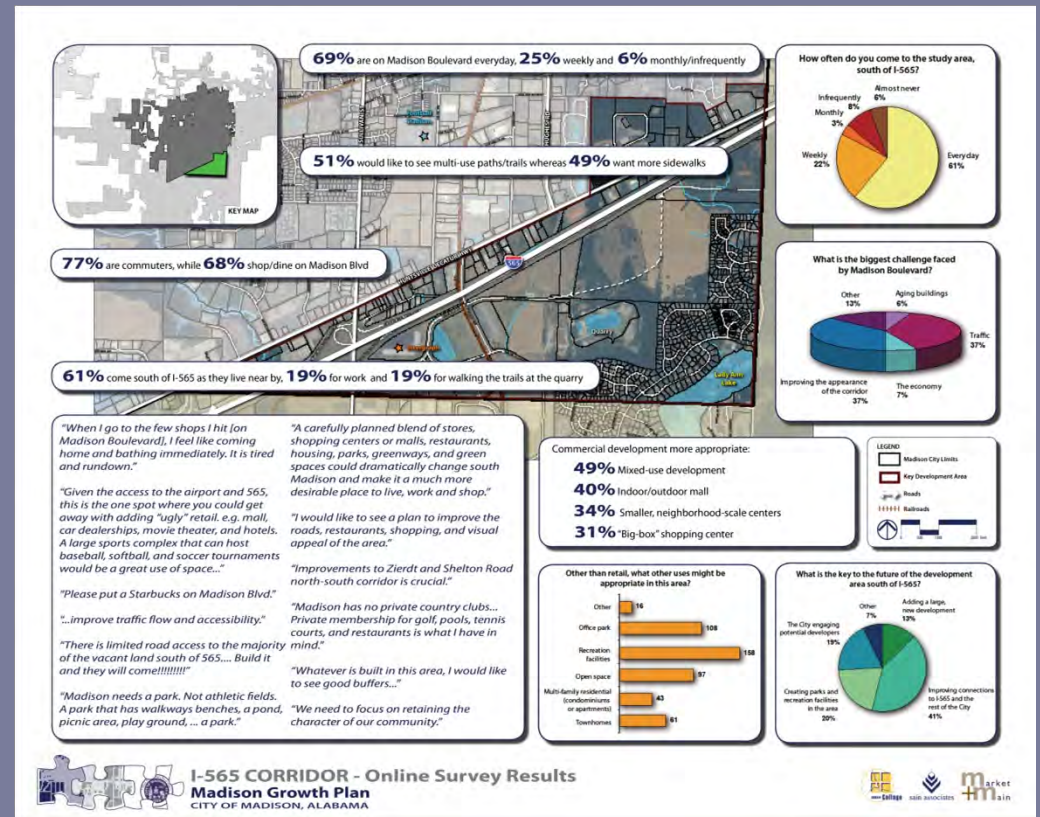 69% are on Madison Boulevard everyday, 25% weekly and 6% monthly/infrequently
KEY MAP
51% would like to see multi-use paths/trails whereas 49% want more sidewalks
565
77% are commuters, while 68% shop/dine on Madison Blvd
Quarry
Lady Ann
Lake
61% come south of I-565 as they live near by, 19% for work and 19% for walking the trails at the quarry
How often do you come to the study area,
south of I-565?
Almost never
6%
Infrequently
8%
Monthly
3%
Weekly
22%
Everyday
61%
What is the biggest challenge faced
by Madison Boulevard?
Other
13%
Aging buildings
6%
Traffic
37%
Improving the appearance
of the corridor
37%
The economy
7%
"When I go to the few shops I hit [on
Madison Boulevard], I feel like coming
home and bathing immediately. It is tired
and rundown."
"Given the access to the airport and 565,
this is the one spot where you could get
away with adding "ugly" retail. e.g. mall,
car dealerships, movie theater, and hotels.
A large sports complex that can host
baseball, softball, and soccer tournaments
would be a great use of space..."
"Please put a Starbucks on Madison Blvd."
"...improve traffic flow and accessibility."
"There is limited road access to the majority
of the vacant land south of 565.... Build it
and they will come!!!!!!!!!"
"Madison needs a park. Not athletic fields.
A park that has walkways benches, a pond,
picnic area, play ground, ... a park."
"A carefully planned blend of stores,
shopping centers or malls, restaurants,
housing, parks, greenways, and green
spaces could dramatically change south
Madison and make it a much more
desirable place to live, work and shop."
"I would like to see a plan to improve the
roads, restaurants, shopping, and visual
appeal of the area."
"Improvements to Zierdt and Shelton Road
north-south corridor is crucial."
"Madison has no private country clubs...
Private membership for golf, pools, tennis
courts, and restaurants is what I have in
mind."
"Whatever is built in this area, I would like
to see good buffers..."
"We need to focus on retaining the
character of our community."
Commercial development more appropriate:
49% Mixed-use development
40% Indoor/outdoor mall
34% Smaller, neighborhood-scale centers
31% "Big-box" shopping center
LEGEND
Madison City Limits
Key Development Area
Roads
Railroads
Other than retail, what other uses might be
appropriate in this area?
Other 16
Office park 108
Recreation
facilities 158
Open space 97
Multi-family residential
(condominiums
or apartments) 43
Townhomes 61
What is the key to the future of the development
area south of I-565?
Other
7%
Adding a large,
new development
13%
The City engaging
potential developers
19%
Creating parks and
recreation facilities
in the area
20%
Improving connections
to I-565 and the
rest of the City
41%
I-565 CORRIDOR - Online Survey Results
Madison Growth Plan
CITY OF MADISON, ALABAMA
urban Collage
sain associates
market
+main